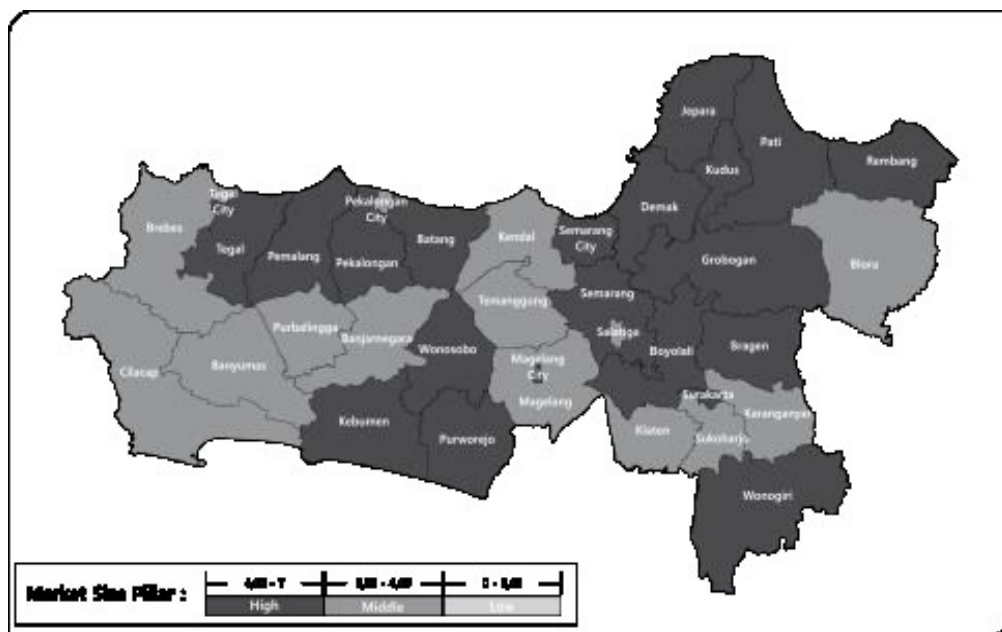 Jepara
Pati
Rembang
Kudus
Demak
Tegal
City
Pekalongan
City
Brebes
Tegal
Pemalang
Pekalongan
Batang
Kendal
Semarang
City
Grobogan
Blora
Temanggung
Semarang
Purbalingga
Banjarnegara
Wonosobo
Salatiga
Boyolali
Sragen
Cilacap
Banyumas
Magelang
City
Magelang
Surakarta
Karanganyar
Kebumen
Purworejo
Klaten
Sukoharjo
Wonogiri
Market Size Pillar :
High Middle Low